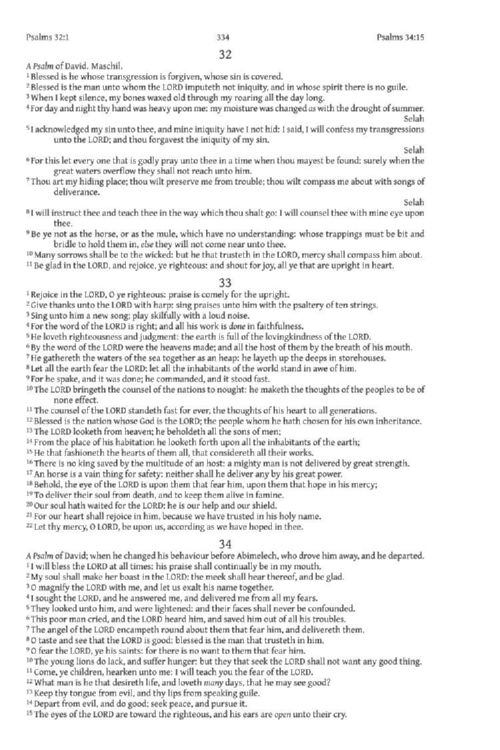 Psalms 32:1 334 Psalms 34:15
32
A Psalm of David. Maschil.
1 Blessed is he whose transgression is forgiven, whose sin is covered.
2 Blessed is the man unto whom the LORD imputeth not iniquity, and in whose spirit there is no guile.
3 When I kept silence, my bones waxed old through my roaring all the day long.
4 For day and night thy hand was heavy upon me: my moisture was changed as with the drought of summer.
Selah
5 I acknowledged my sin unto thee, and mine iniquity have I not hid: I said, I will confess my transgressions
unto the LORD; and thou forgavest the iniquity of my sin.
Selah
6 For this let every one that is godly pray unto thee in a time when thou mayest be found: surely when the
great waters overflow they shall not reach unto him.
7 Thou art my hiding place; thou wilt preserve me from trouble; thou wilt compass me about with songs of
deliverance.
Selah
8 I will instruct thee and teach thee in the way which thou shalt go: I will counsel thee with mine eye upon
thee.
9 Be ye not as the horse, or as the mule, which have no understanding: whose trappings must be bit and
bridle to hold them in, else they will not come near unto thee.
10 Many sorrows shall be to the wicked: but he that trusteth in the LORD, mercy shall compass him about.
11 Be glad in the LORD, and rejoice, ye righteous: and shout for joy, all ye that are upright in heart.
33
1 Rejoice in the LORD, O ye righteous: praise is comely for the upright.
2 Give thanks unto the LORD with harp: sing praises unto him with the psaltery of ten strings.
3 Sing unto him a new song; play skilfully with a loud noise.
4 For the word of the LORD is right; and all his work is done in faithfulness.
5 He loveth righteousness and judgment: the earth is full of the lovingkindness of the LORD.
6 By the word of the LORD were the heavens made; and all the host of them by the breath of his mouth.
7 He gathereth the waters of the sea together as an heap: he layeth up the deeps in storehouses.
8 Let all the earth fear the LORD: let all the inhabitants of the world stand in awe of him.
9 For he spake, and it was done; he commanded, and it stood fast.
10 The LORD bringeth the counsel of the nations to nought: he maketh the thoughts of the peoples to be of
none effect.
11 The counsel of the LORD standeth fast for ever, the thoughts of his heart to all generations.
12 Blessed is the nation whose God is the LORD; the people whom he hath chosen for his own inheritance.
13 The LORD looketh from heaven; he beholdeth all the sons of men;
14 From the place of his habitation he looketh forth upon all the inhabitants of the earth;
15 He that fashioneth the hearts of them all, that considereth all their works.
16 There is no king saved by the multitude of an host: a mighty man is not delivered by great strength.
17 An horse is a vain thing for safety: neither shall he deliver any by his great power.
18 Behold, the eye of the LORD is upon them that fear him, upon them that hope in his mercy;
19 To deliver their soul from death, and to keep them alive in famine.
20 Our soul hath waited for the LORD: he is our help and our shield.
21 For our heart shall rejoice in him, because we have trusted in his holy name.
22 Let thy mercy, O LORD, be upon us, according as we have hoped in thee.
34
A Psalm of David; when he changed his behaviour before Abimelech, who drove him away, and he departed.
1 I will bless the LORD at all times: his praise shall continually be in my mouth.
2 My soul shall make her boast in the LORD: the meek shall hear thereof, and be glad.
3 O magnify the LORD with me, and let us exalt his name together.
4 I sought the LORD, and he answered me, and delivered me from all my fears.
5 They looked unto him, and were lightened: and their faces shall never be confounded.
6 This poor man cried, and the LORD heard him, and saved him out of all his troubles.
7 The angel of the LORD encampeth round about them that fear him, and delivereth them.
8 O taste and see that the LORD is good: blessed is the man that trusteth in him.
9 O fear the LORD, ye his saints: for there is no want to them that fear him.
10 The young lions do lack, and suffer hunger: but they that seek the LORD shall not want any good thing.
11 Come, ye children, hearken unto me: I will teach you the fear of the LORD.
12 What man is he that desireth life, and loveth many days, that he may see good?
13 Keep thy tongue from evil, and thy lips from speaking guile.
14 Depart from evil, and do good; seek peace, and pursue it.
15 The eyes of the LORD are toward the righteous, and his ears are open unto their cry.